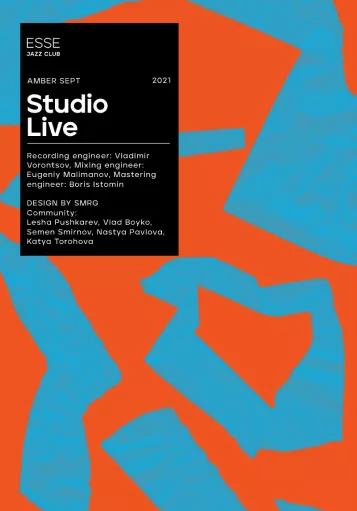 ESSE
JAZZ CLUB
AMBER SEPT 2021
Studio
Live
Recording engineer: Vladimir
Vorontsov, Mixing engineer:
Eugeniy Malimanov, Mastering
engineer: Boris Istomin
DESIGN BY SMRG
Community:
Lesha Pushkarev, Vlad Boyko,
Semen Smirnov, Nastya Pavlova,
Katya Torohova